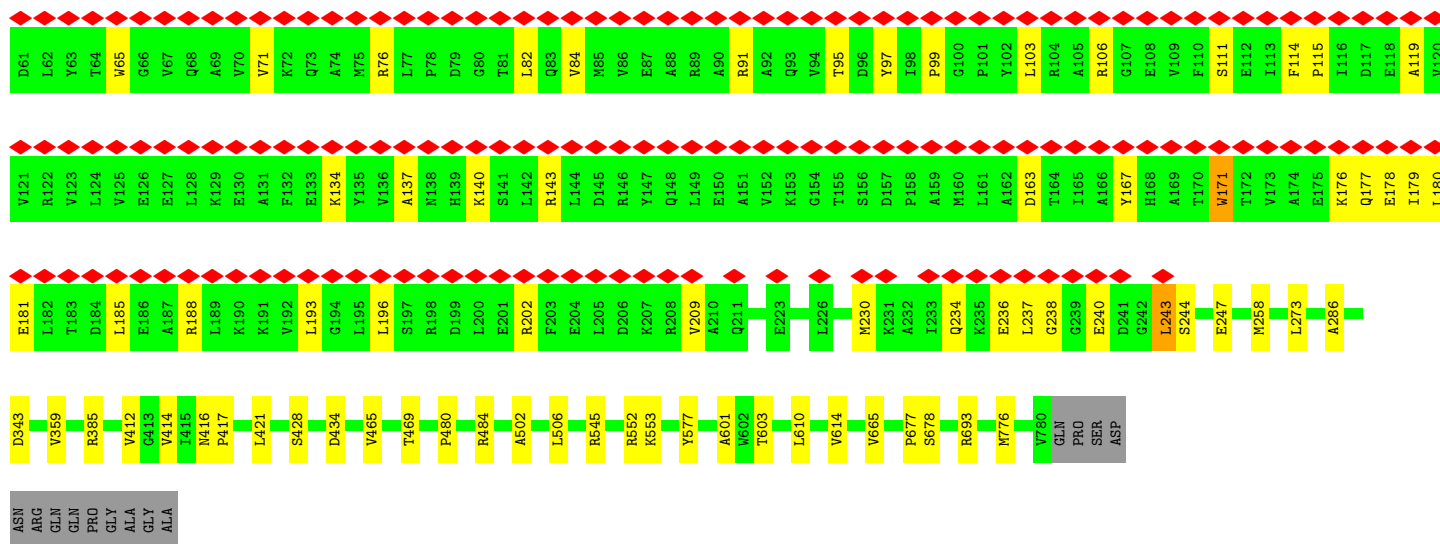 D61 L62 Y63 T64 W65 G66 V67 Q68 A69 V70 V71 K72 Q73 A74 M75 R76 L77 P78 D79 G80 T81 L82 Q83 V84 M85 V86 E87 A88 R89 A90 R91 A92 Q93 V94 T95 D96 Y97 I98 P99 G100 P101 Y102 L103 R104 A105 R106 G107 E108 V109 F110 S111 E112 I113 F114 P115 I116 D117 E118 A119 V120
V121 R122 V123 L124 V125 E126 E127 L128 K129 E130 A131 F132 E133 K134 Y135 V136 A137 N138 H139 K140 S141 L142 R143 L144 D145 R146 Y147 Q148 L149 E150 A151 V152 K153 G154 T155 S156 D157 P158 A159 M160 L161 A162 D163 T164 I165 A166 Y167 H168 A169 T170 W171 T172 V173 A174 E175 K176 Q177 E178 I179 L180
E181 L182 T183 D184 L185 E186 A187 R188 L189 K190 K191 V192 L193 G194 L195 L196 S197 R198 D199 L200 E201 R202 F203 E204 L205 D206 K207 R208 V209 A210 Q211 E223 L226 M230 K231 A232 I233 Q234 K235 E236 L237 G238 G239 E240 D241 G242 L243 S244 E247 M258 L273 A286
D343 V359 R385 V412 G413 V414 I415 N416 P417 L421 S428 D434 V465 T469 P480 R484 A502 L506 R545 R552 K553 Y577 A601 W602 T603 L610 V614 V665 P677 S678 R693 M776 V780 GLN PRO SER ASP
ASN ARG GLN GLN PRO GLY ALA GLY ALA